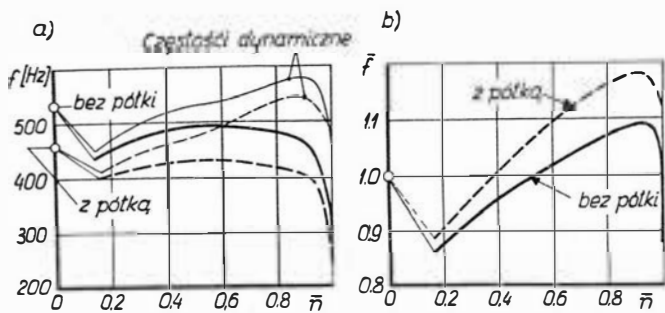 a)
Częstości dynamiczne
f [Hz]
bez półki
500
400
z półką
300
200
0 0.2 0.4 0,6 0.8 n̄
b)
f̄
z półką
1.1
1.0
bez półki
0.9
0.8
0 0.2 0.4 0.6 0.8 n̄